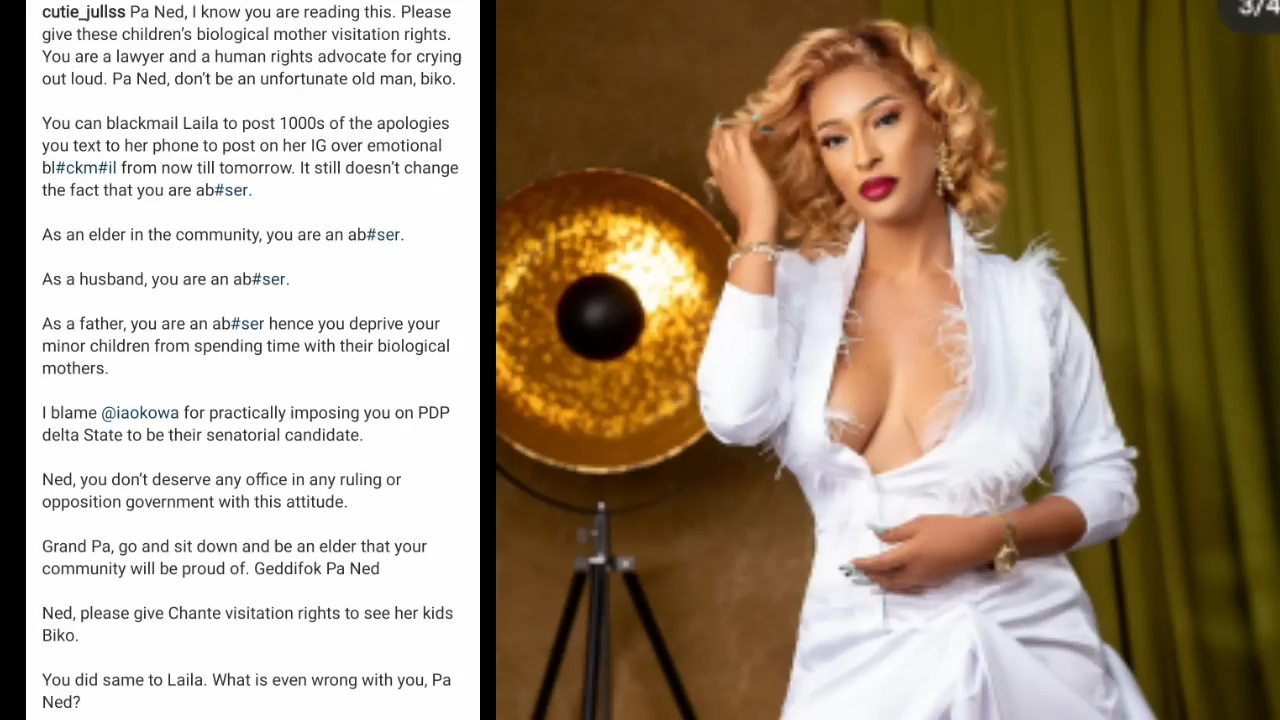 cutie_jullss Pa Ned, I know you are reading this. Please
give these children’s biological mother visitation rights.
You are a lawyer and a human rights advocate for crying
out loud. Pa Ned, don’t be an unfortunate old man, biko.
You can blackmail Laila to post 1000s of the apologies
you text to her phone to post on her IG over emotional
bl#ckm#il from now till tomorrow. It still doesn’t change
the fact that you are ab#ser.
As an elder in the community, you are an ab#ser.
As a husband, you are an ab#ser.
As a father, you are an ab#ser hence you deprive your
minor children from spending time with their biological
mothers.
I blame @iaokowa for practically imposing you on PDP
delta State to be their senatorial candidate.
Ned, you don’t deserve any office in any ruling or
opposition government with this attitude.
Grand Pa, go and sit down and be an elder that your
community will be proud of. Geddifok Pa Ned
Ned, please give Chante visitation rights to see her kids
Biko.
You did same to Laila. What is even wrong with you, Pa
Ned?
3/4